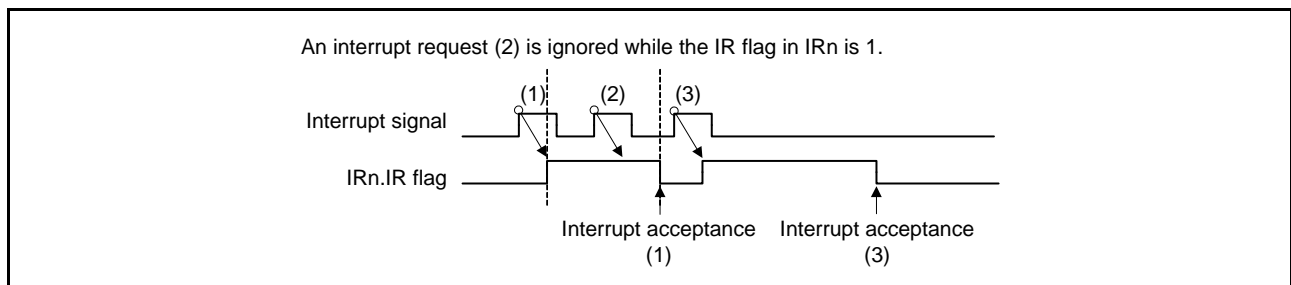 An interrupt request (2) is ignored while the IR flag in IRn is 1.
(1) (2) (3)
Interrupt signal
IRn.IR flag
Interrupt acceptance Interrupt acceptance
(1) (3)